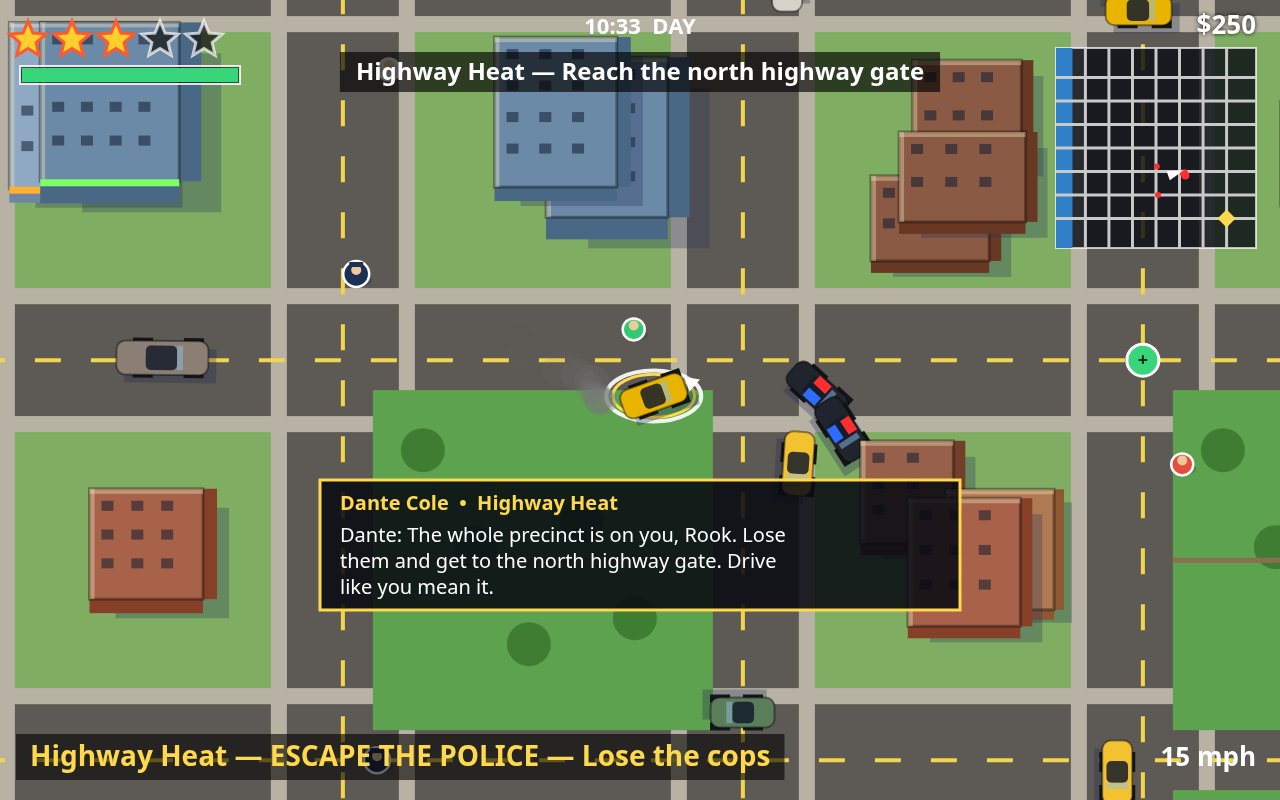 10:33 DAY
$250
Highway Heat — Reach the north highway gate
Dante Cole • Highway Heat
Dante: The whole precinct is on you, Rook. Lose
them and get to the north highway gate. Drive
like you mean it.
Highway Heat — ESCAPE THE POLICE — Lose the cops
15 mph